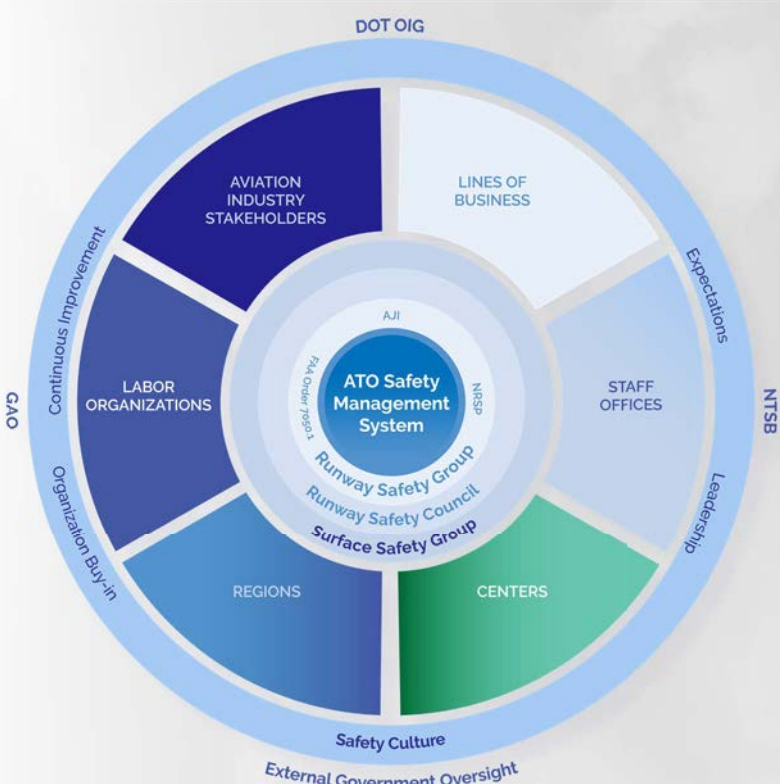 DOT OIG
AVIATION
INDUSTRY
STAKEHOLDERS
LINES OF
BUSINESS
Continuous Improvement
Expectations
GAO
LABOR
ORGANIZATIONS
AJI
FAA Order 7050.1
NRSP
ATO Safety
Management
System
STAFF
OFFICES
NTSB
Runway Safety Group
Runway Safety Council
Surface Safety Group
Organization Buy-in
Leadership
REGIONS
CENTERS
Safety Culture
External Government Oversight